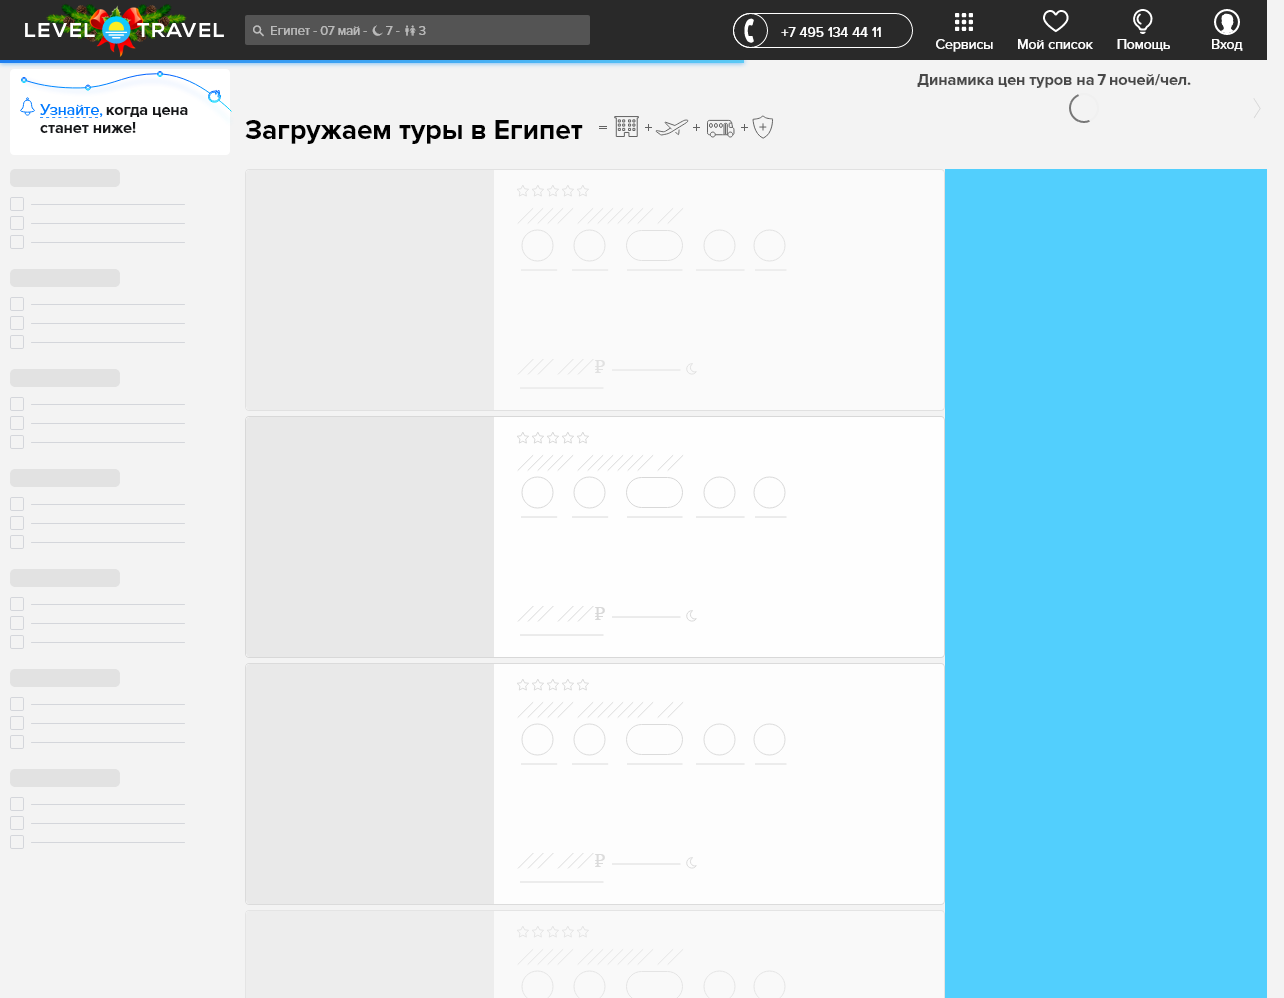 LEVEL TRAVEL
Египет - 07 май - 7 - 3
+7 495 134 44 11
Сервисы
Мой список
Помощь
Вход
Узнайте, когда цена
станет ниже!
Загружаем туры в Египет
= + + +
Динамика цен туров на 7 ночей/чел.
₽
₽
₽